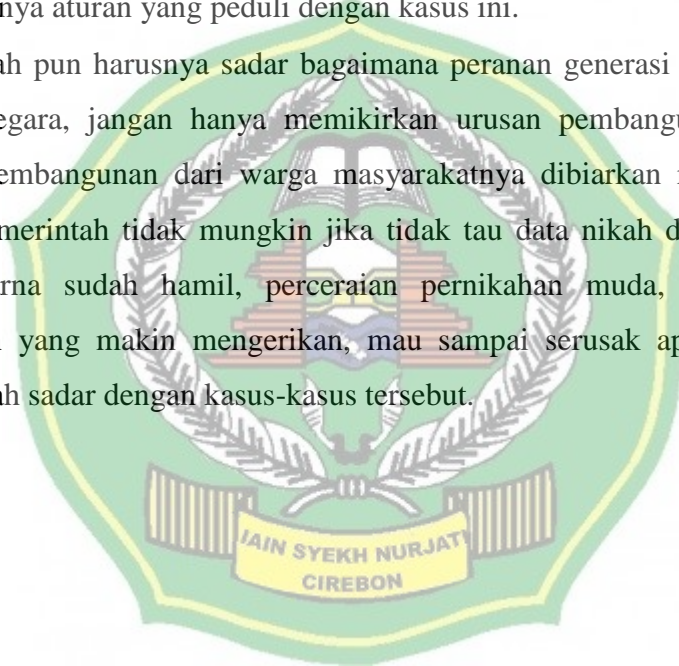 nya aturan yang peduli dengan kasus ini.
ah pun harusnya sadar bagaimana peranan generasi
egara, jangan hanya memikirkan urusan pembangu
embangunan dari warga masyarakatnya dibiarkan
merintah tidak mungkin jika tidak tau data nikah d
rna sudah hamil, perceraian pernikahan muda,
yang makin mengerikan, mau sampai serusak ap
ah sadar dengan kasus-kasus tersebut.
IAIN SYEKH NURJATI
CIREBON